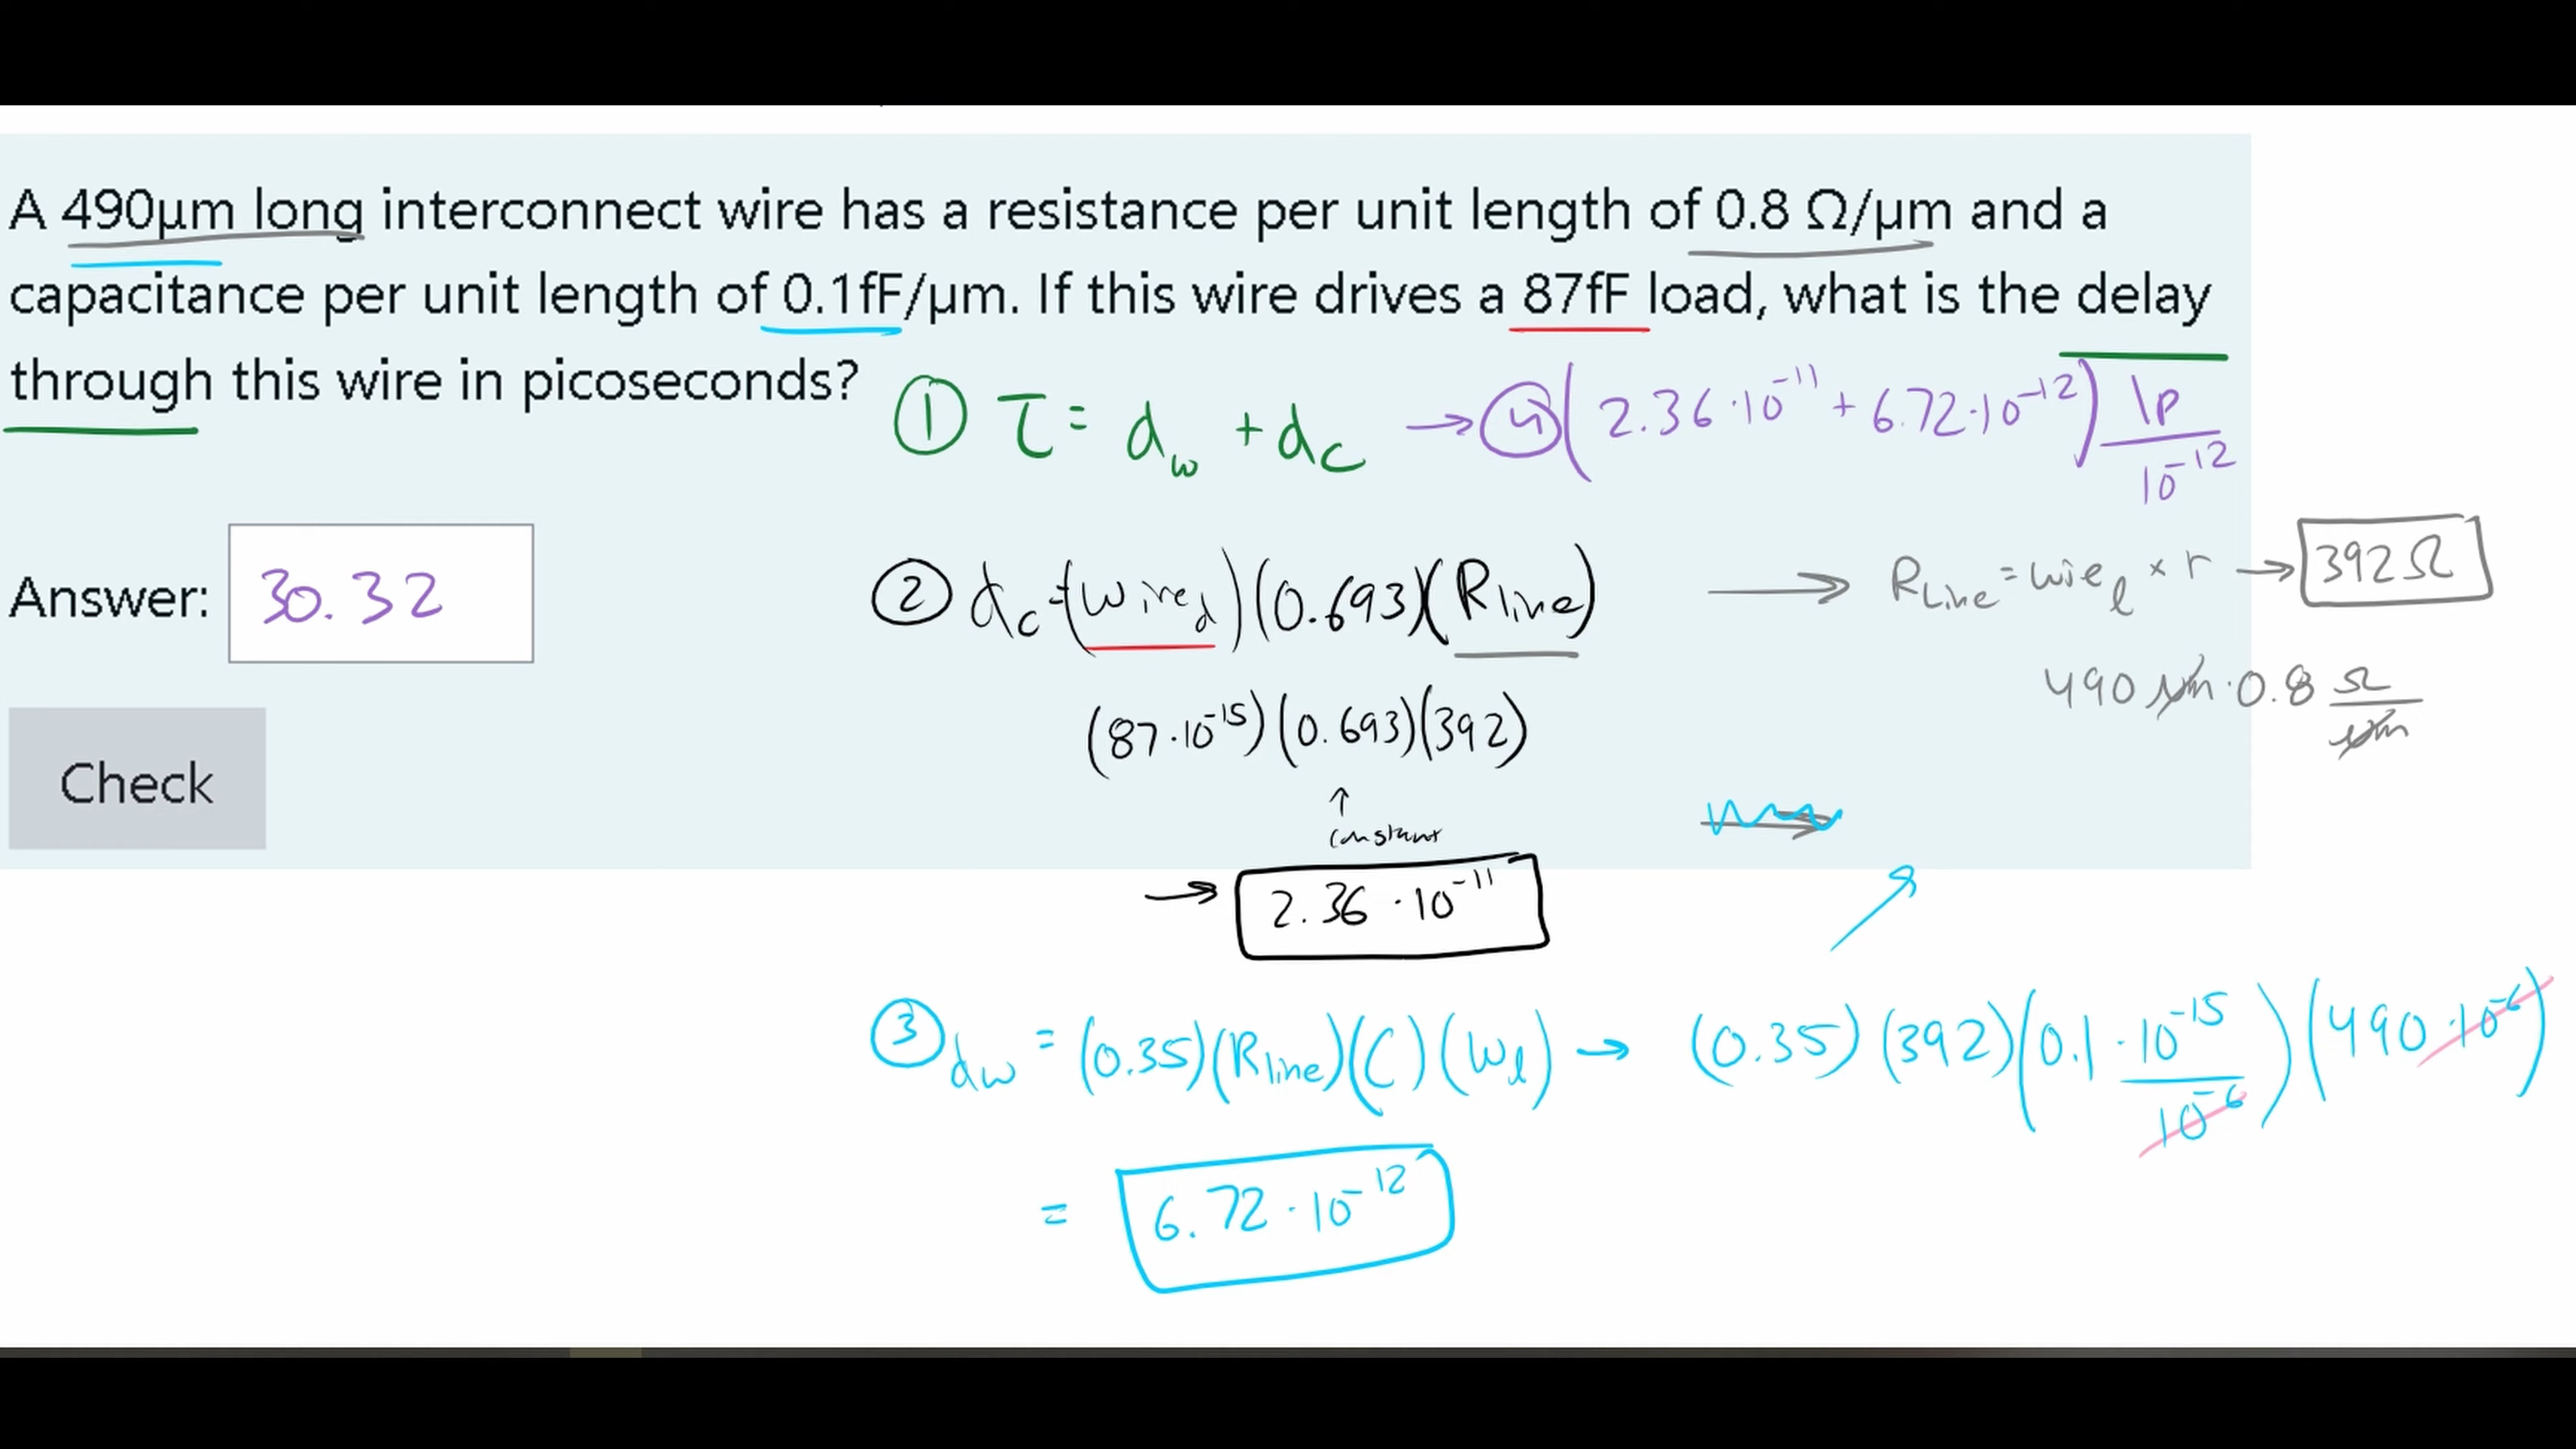 A 490µm long interconnect wire has a resistance per unit length of 0.8 Ω/µm and a
capacitance per unit length of 0.1fF/µm. If this wire drives a 87fF load, what is the delay
through this wire in picoseconds?
① τ = d_w + d_c → ④ (2.36·10^-11 + 6.72·10^-12) 1p/10^-12
Answer: 30.32
② d_c = (wire_d)(0.693)(R_line) → R_Line = wie_l × r → 392Ω
490 µm · 0.8 Ω/µm
(87·10^-15)(0.693)(392)
↑
constant
Check
→ 2.36 · 10^-11
③ d_w = (0.35)(R_line)(C)(W_l) → (0.35)(392)(0.1·10^-15/10^-6)(490·10^-6)
= 6.72·10^-12